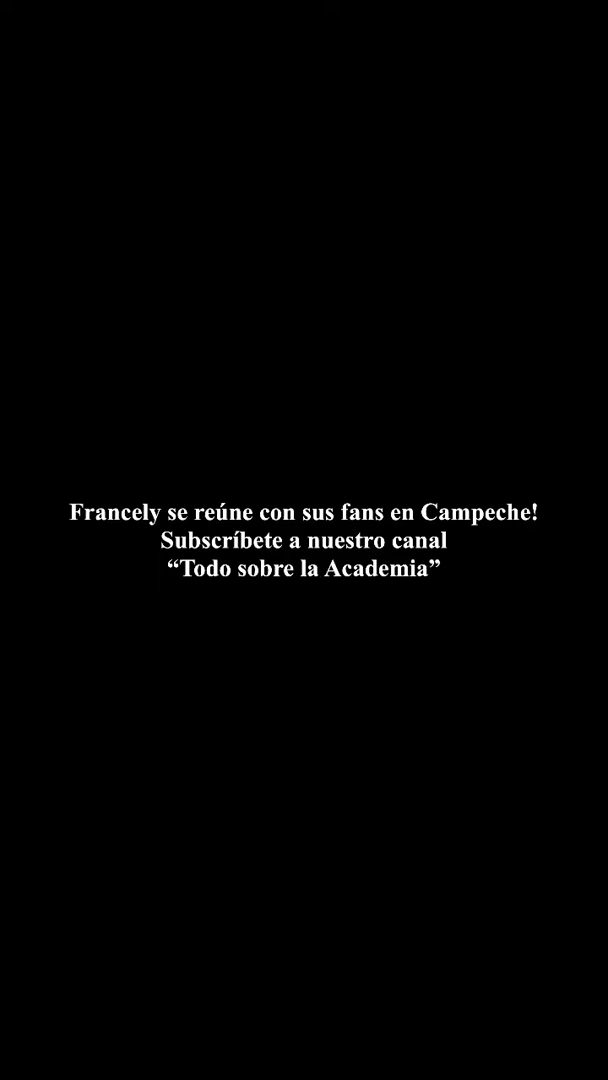 Francely se reúne con sus fans en Campeche!
Subscríbete a nuestro canal
“Todo sobre la Academia”